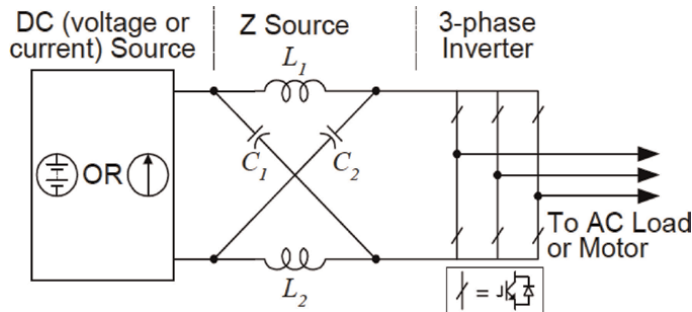 DC (voltage or
current) Source
Z Source
3-phase
Inverter
L1
C1
C2
OR
To AC Load
or Motor
L2
=